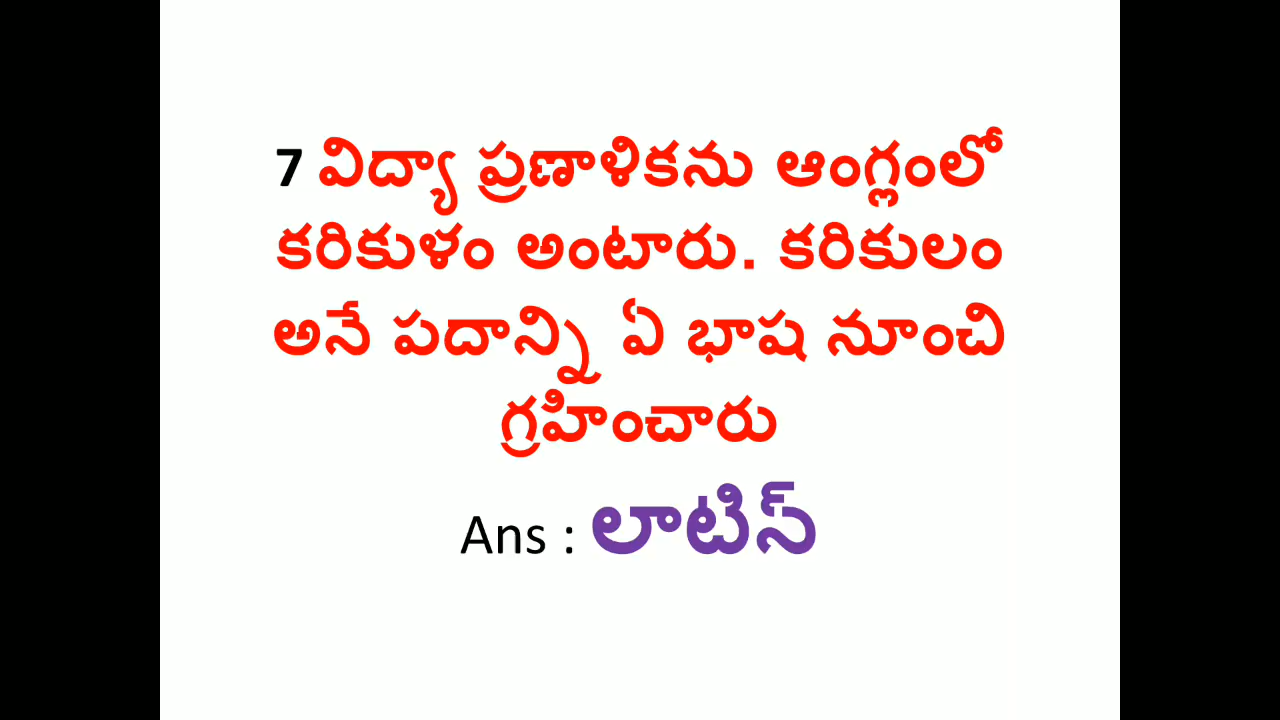 7 విద్యా ప్రణాళికను ఆంగ్లంలో
కరికుళం అంటారు. కరికులం
అనే పదాన్ని ఏ భాష నూంచి
గ్రహించారు
Ans : లాటిన్